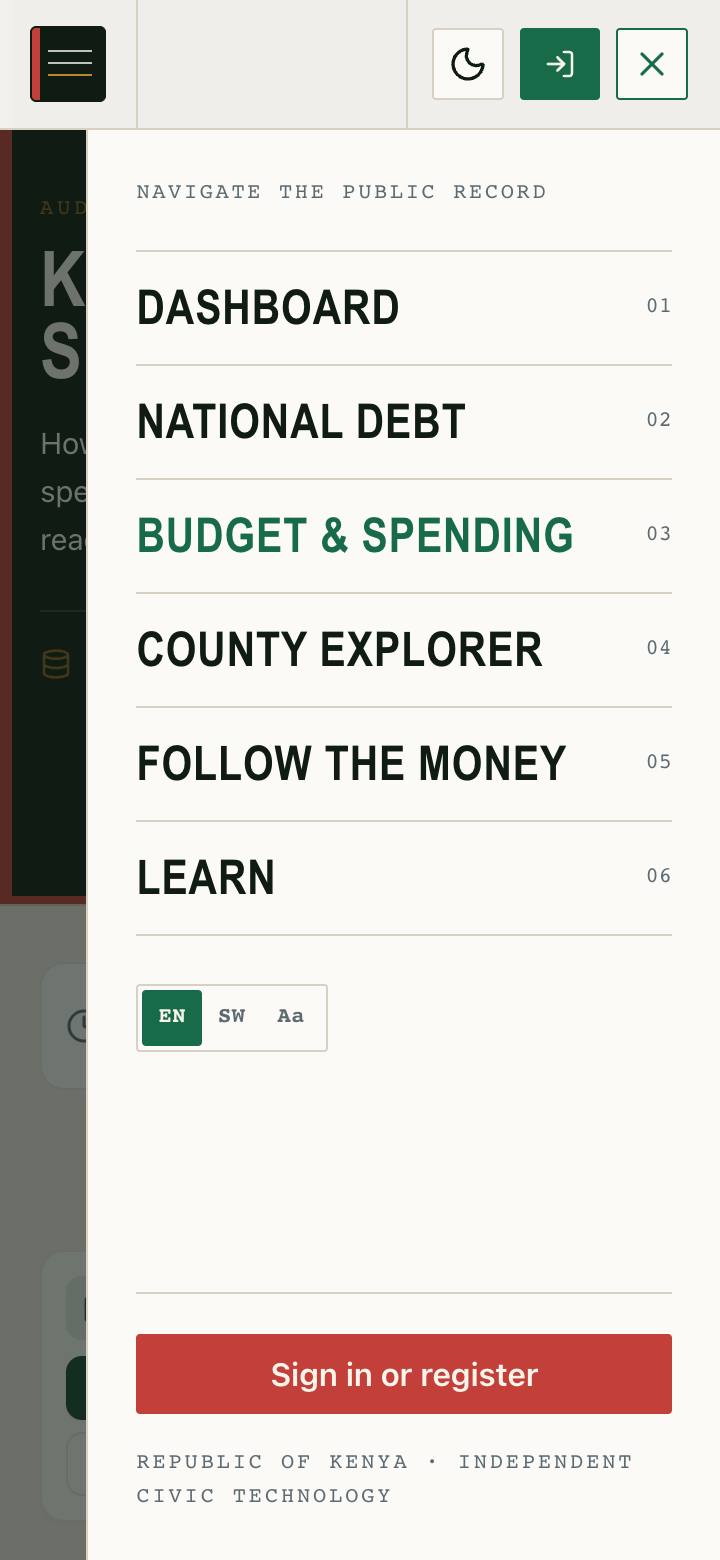 NAVIGATE THE PUBLIC RECORD
DASHBOARD 01
NATIONAL DEBT 02
BUDGET & SPENDING 03
COUNTY EXPLORER 04
FOLLOW THE MONEY 05
LEARN 06
EN SW Aa
Sign in or register
REPUBLIC OF KENYA · INDEPENDENT
CIVIC TECHNOLOGY